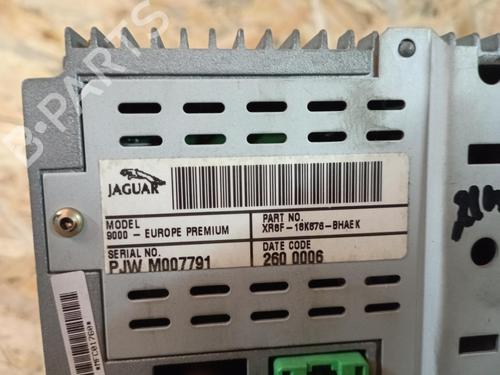 JAGUAR
MODEL
9000 - EUROPE PREMIUM
PART NO.
XR8F-18K876-BHAEK
SERIAL NO.
PJW M007791
DATE CODE
260 0006
B-PARTS